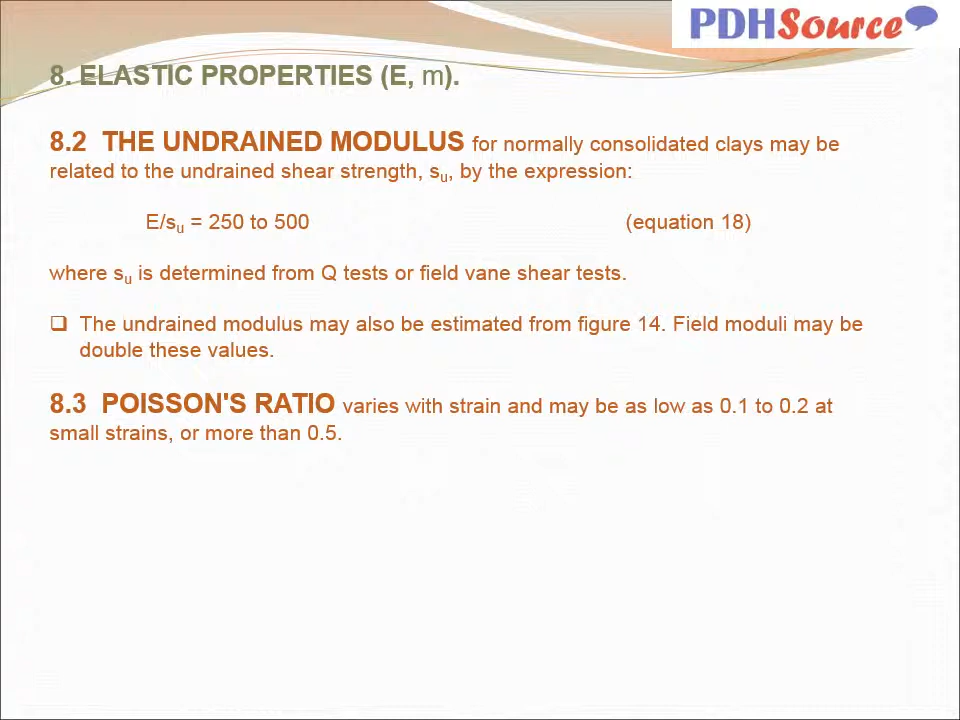 PDHSource
8. ELASTIC PROPERTIES (E, m).
8.2 THE UNDRAINED MODULUS for normally consolidated clays may be
related to the undrained shear strength, su, by the expression:
E/su = 250 to 500 (equation 18)
where su is determined from Q tests or field vane shear tests.
❑ The undrained modulus may also be estimated from figure 14. Field moduli may be
double these values.
8.3 POISSON'S RATIO varies with strain and may be as low as 0.1 to 0.2 at
small strains, or more than 0.5.